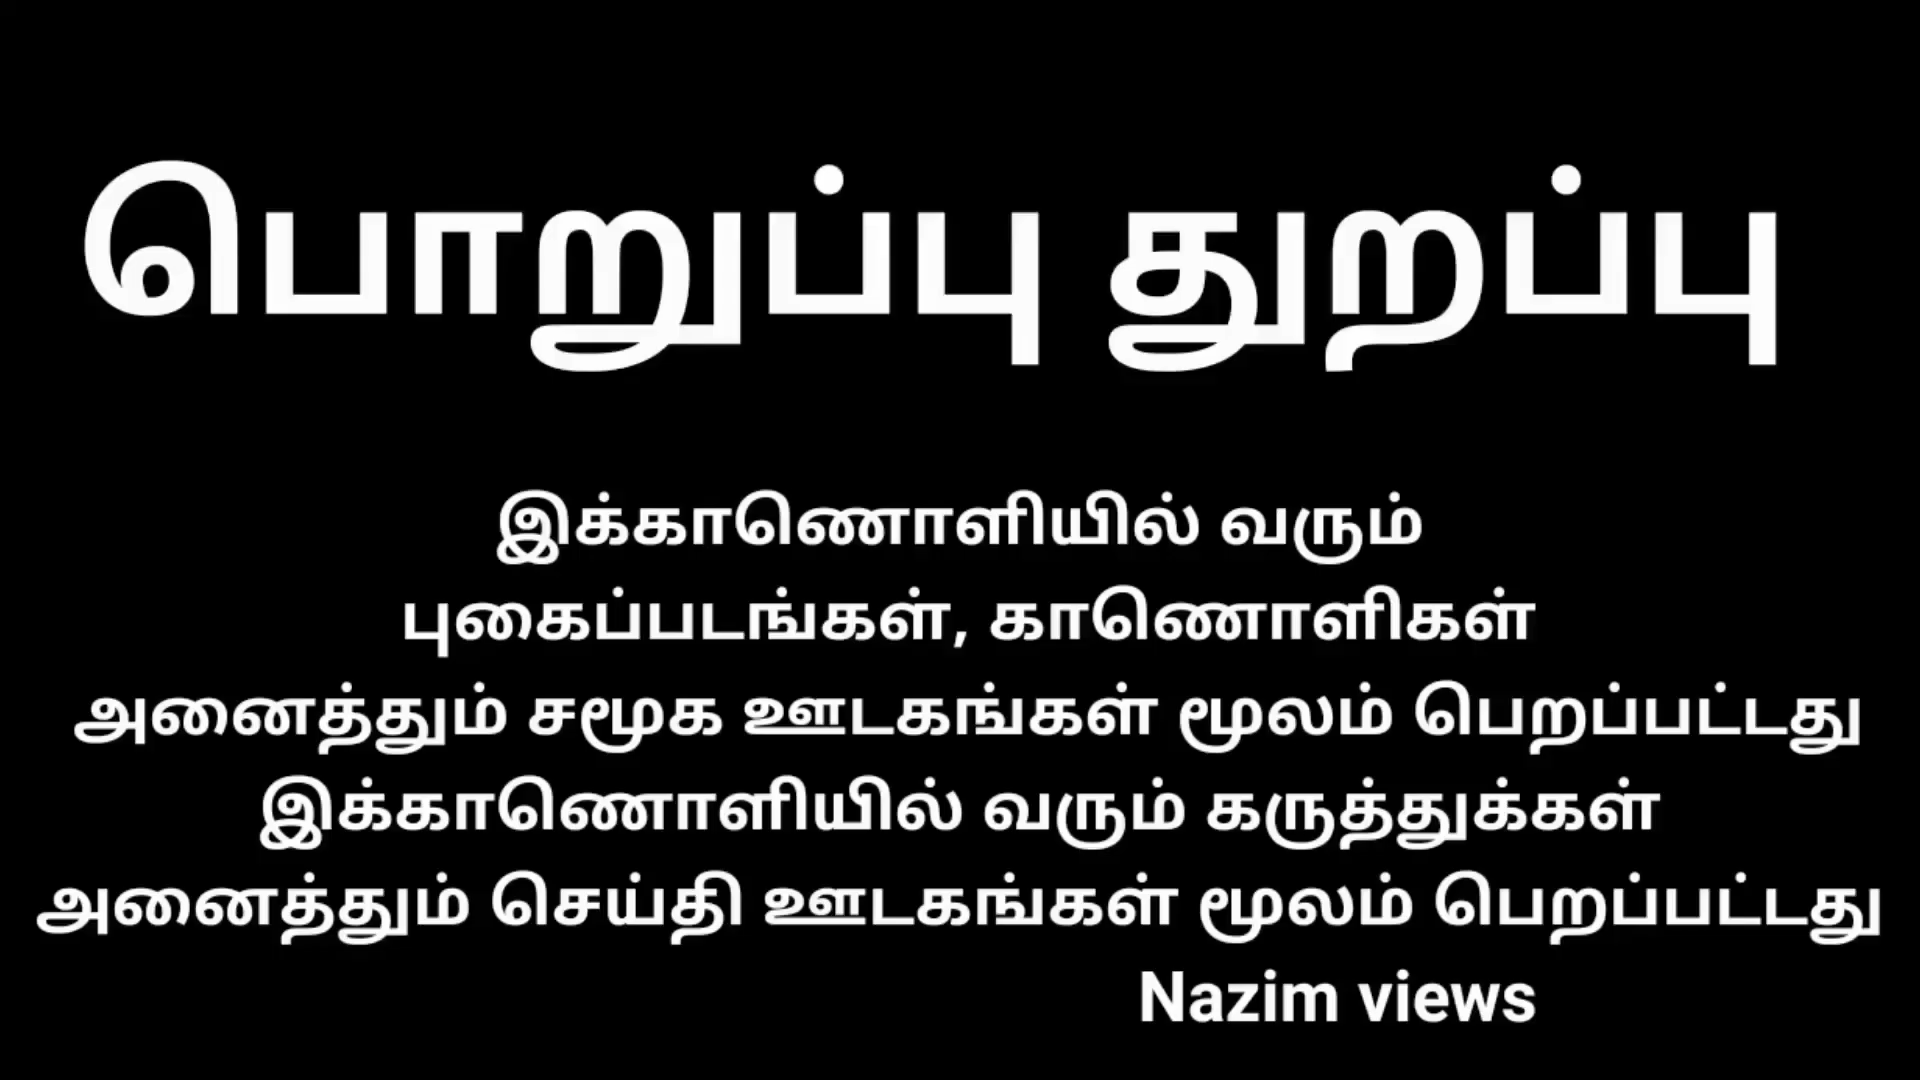 பொறுப்பு துறப்பு
இக்காணொளியில் வரும்
புகைப்படங்கள், காணொளிகள்
அனைத்தும் சமூக ஊடகங்கள் மூலம் பெறப்பட்டது
இக்காணொளியில் வரும் கருத்துக்கள்
அனைத்தும் செய்தி ஊடகங்கள் மூலம் பெறப்பட்டது
Nazim views